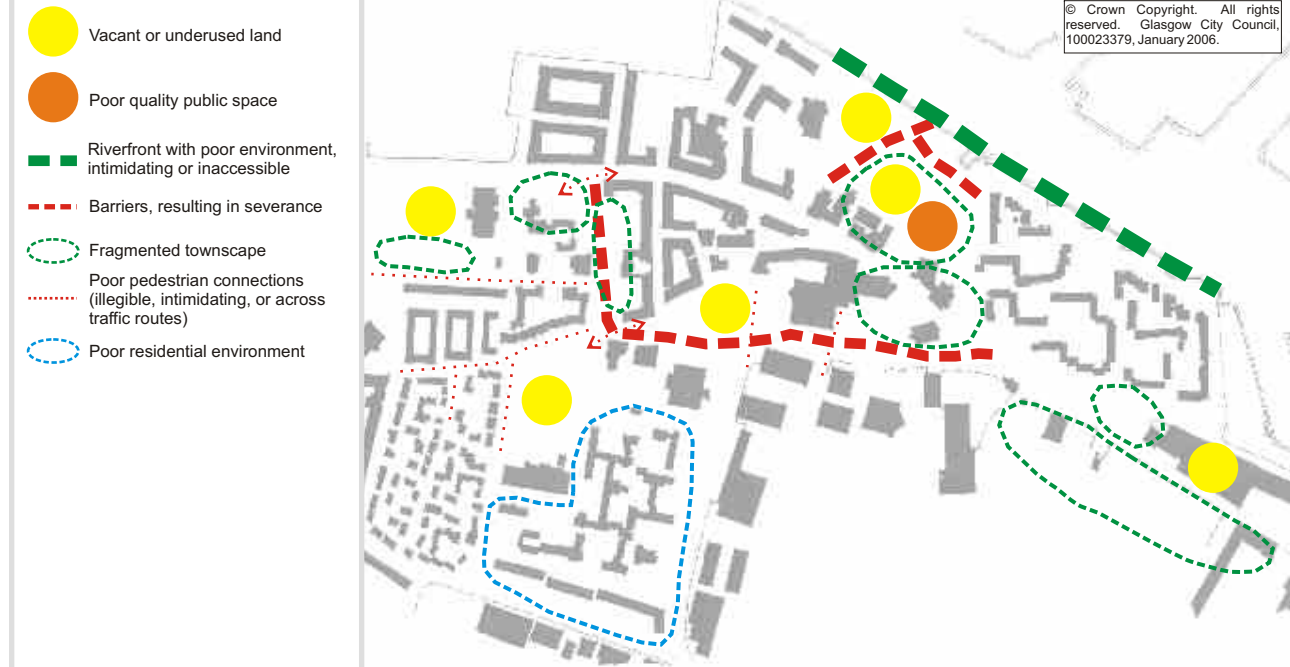 Vacant or underused land
Poor quality public space
Riverfront with poor environment,
intimidating or inaccessible
Barriers, resulting in severance
Fragmented townscape
Poor pedestrian connections
(illegible, intimidating, or across
traffic routes)
Poor residential environment
© Crown Copyright. All rights
reserved. Glasgow City Council,
100023379, January 2006.